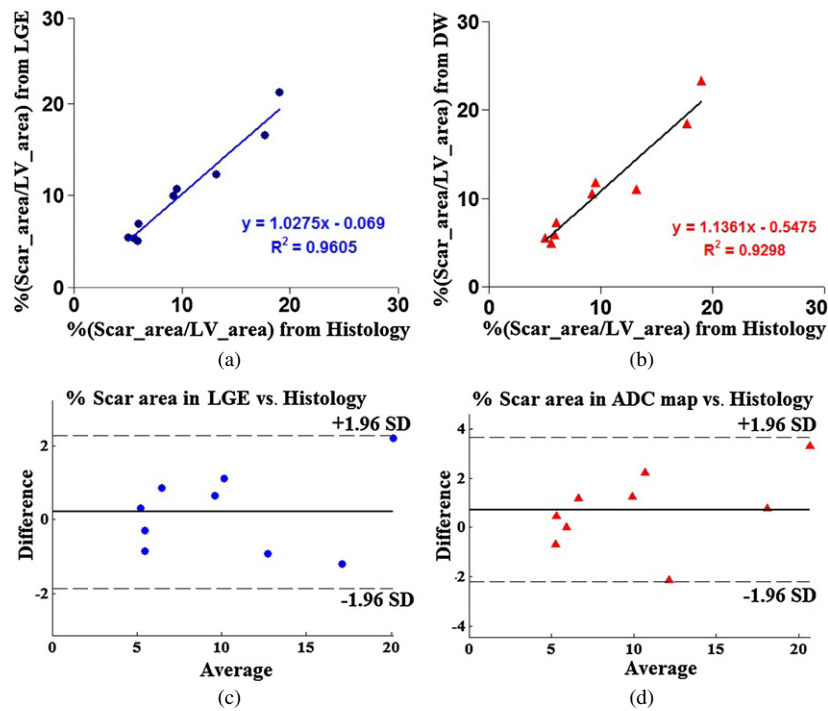 %(Scar_area/LV_area) from LGE
30
20
10
0
0
10
20
30
y = 1.0275x - 0.069
R² = 0.9605
%(Scar_area/LV_area) from Histology
(a)
%(Scar_area/LV_area) from DW
30
20
10
0
0
10
20
30
y = 1.1361x - 0.5475
R² = 0.9298
%(Scar_area/LV_area) from Histology
(b)
% Scar area in LGE vs. Histology
+1.96 SD
Difference
2
0
-2
-1.96 SD
0
5
10
15
20
Average
(c)
% Scar area in ADC map vs. Histology
+1.96 SD
Difference
4
2
0
-2
-4
-1.96 SD
0
5
10
15
20
Average
(d)